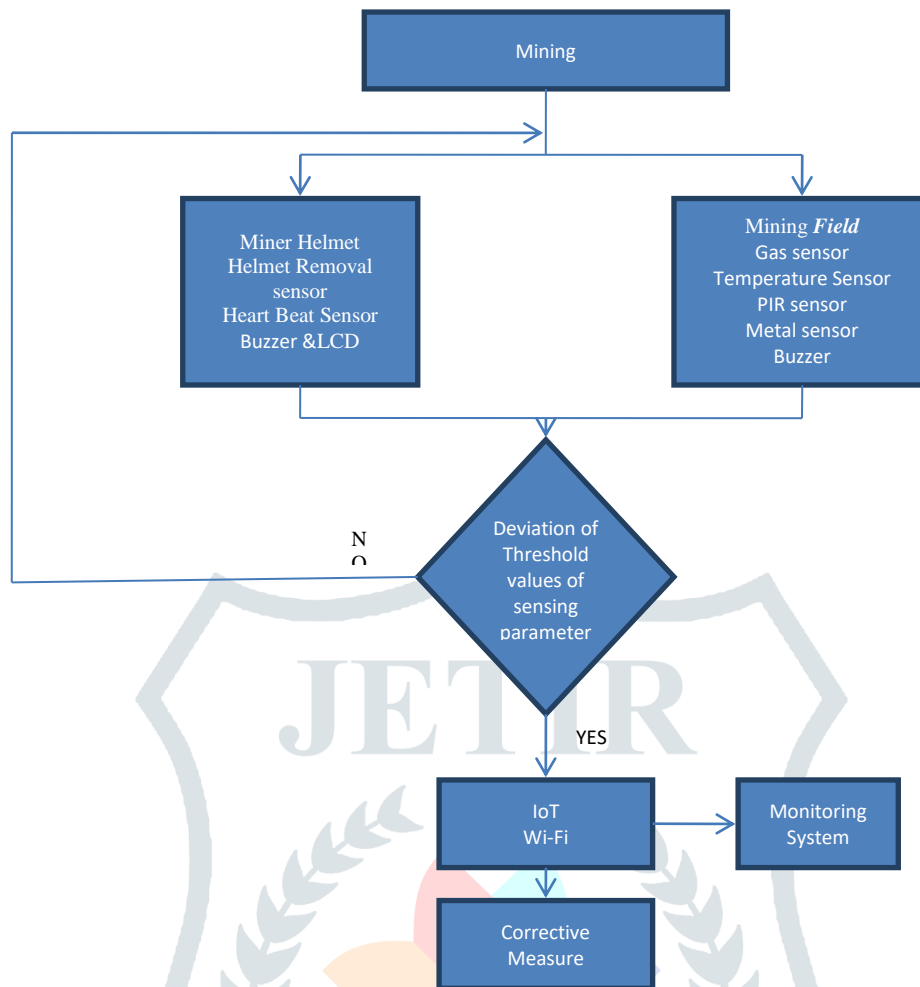 Mining
Miner Helmet
Helmet Removal
sensor
Heart Beat Sensor
Buzzer &LCD
Mining Field
Gas sensor
Temperature Sensor
PIR sensor
Metal sensor
Buzzer
Deviation of
Threshold
values of
sensing
parameter
N
O
YES
JETIR
IoT
Wi-Fi
Monitoring
System
Corrective
Measure